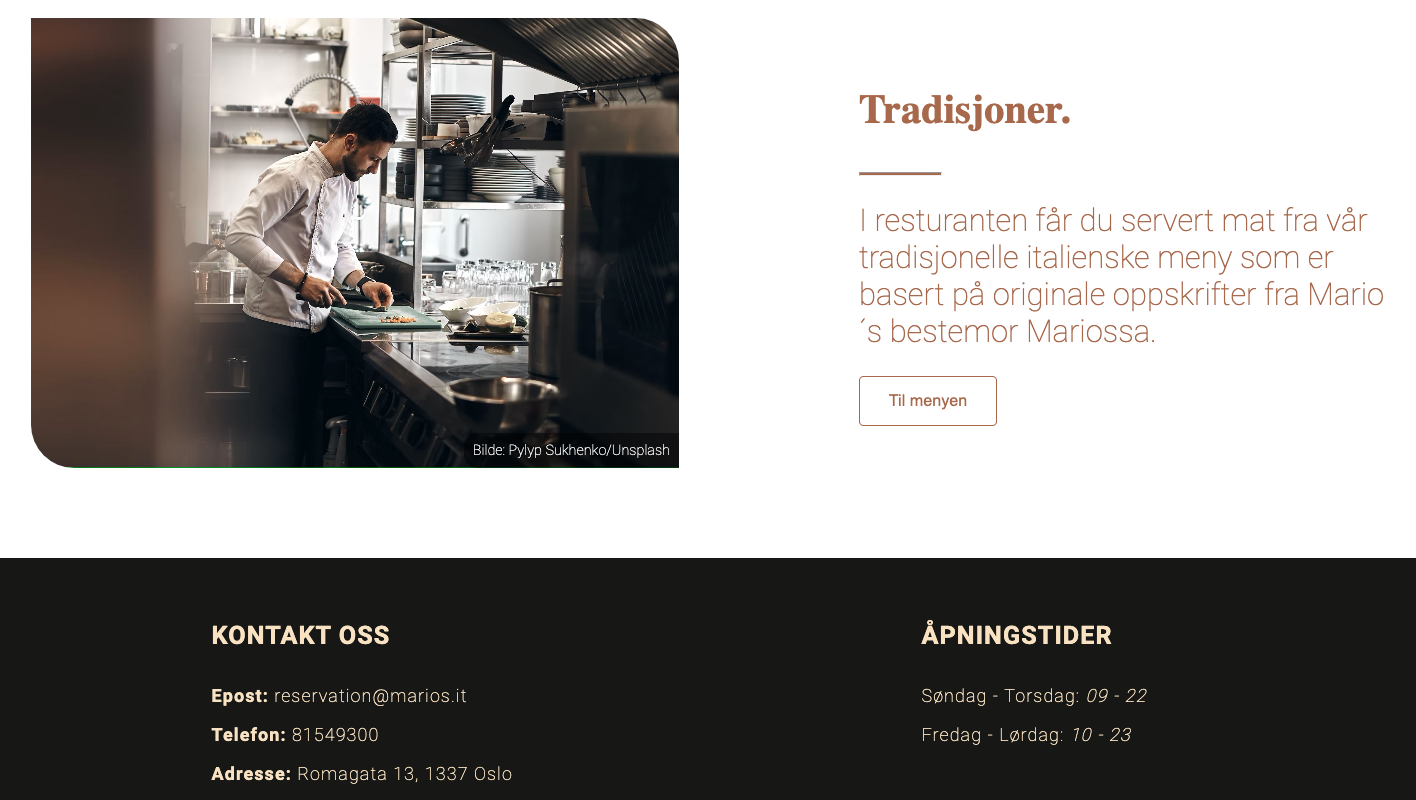 Tradisjoner.
I resturanten får du servert mat fra vår
tradisjonelle italienske meny som er
basert på originale oppskrifter fra Mario
´s bestemor Mariossa.
Til menyen
Bilde: Pylyp Sukhenko/Unsplash
KONTAKT OSS
Epost: reservation@marios.it
Telefon: 81549300
Adresse: Romagata 13, 1337 Oslo
ÅPNINGSTIDER
Søndag - Torsdag: 09 - 22
Fredag - Lørdag: 10 - 23